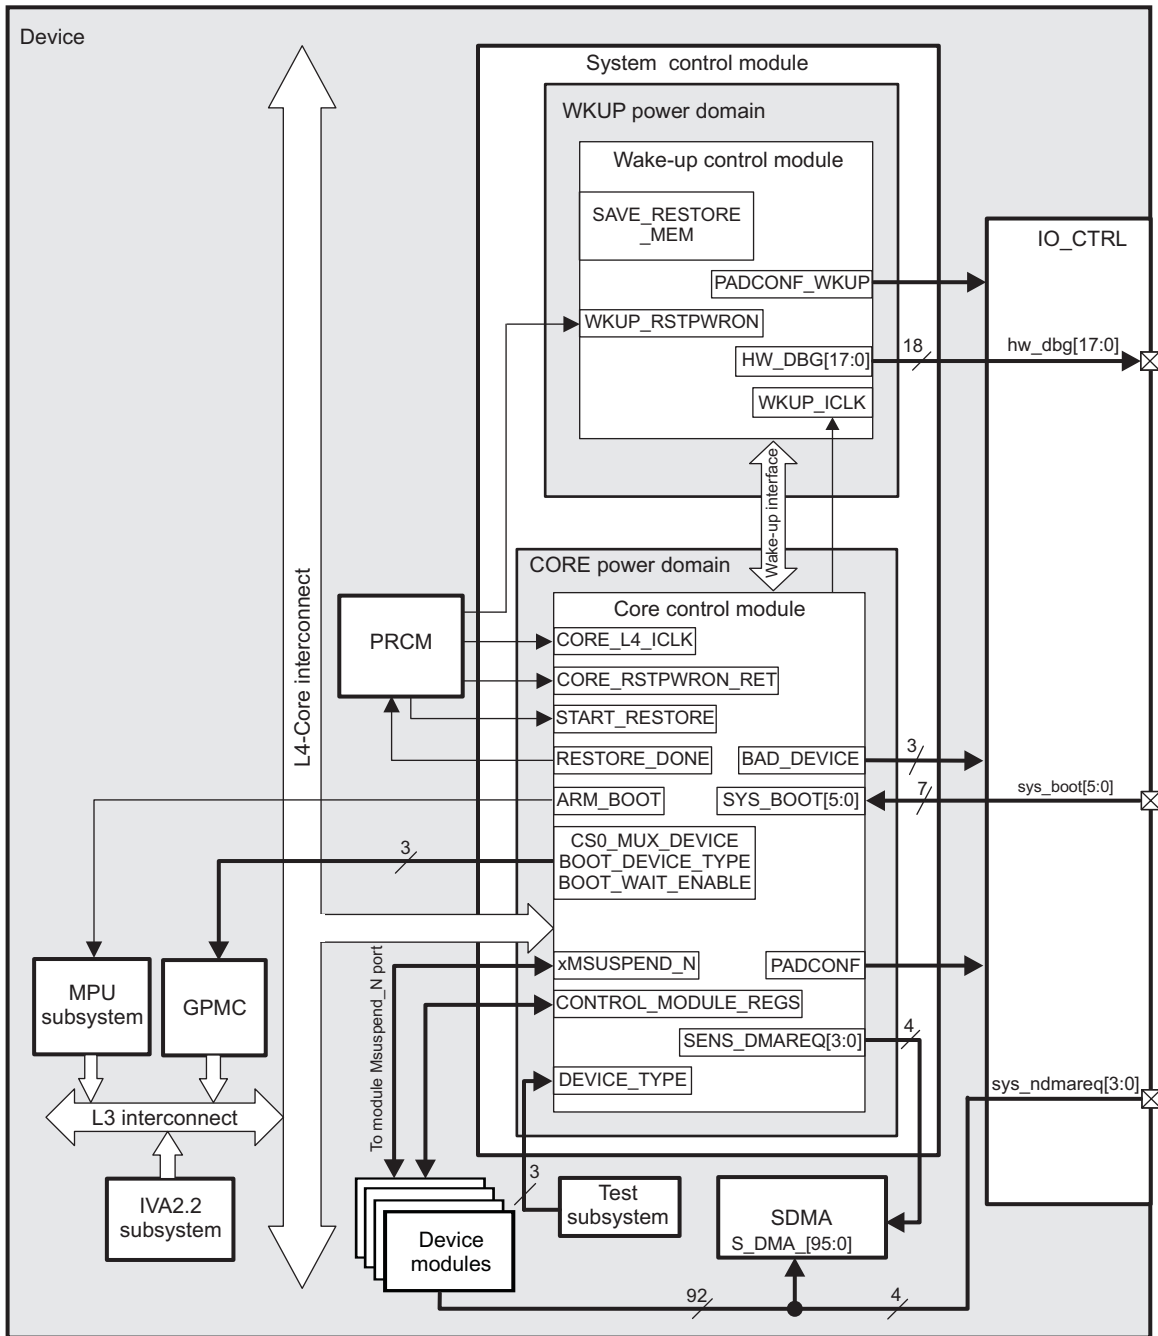 Device
System control module
WKUP power domain
Wake-up control module
SAVE_RESTORE
_MEM
IO_CTRL
PADCONF_WKUP
WKUP_RSTPWRON
18
hw_dbg[17:0]
HW_DBG[17:0]
WKUP_ICLK
Wake-up interface
CORE power domain
Core control module
L4-Core interconnect
PRCM
CORE_L4_ICLK
CORE_RSTPWRON_RET
START_RESTORE
RESTORE_DONE
BAD_DEVICE
3
ARM_BOOT
SYS_BOOT[5:0]
7
sys_boot[5:0]
3
CS0_MUX_DEVICE
BOOT_DEVICE_TYPE
BOOT_WAIT_ENABLE
To module Msuspend_N port
xMSUSPEND_N
PADCONF
MPU
subsystem
GPMC
CONTROL_MODULE_REGS
SENS_DMAREQ[3:0]
4
DEVICE_TYPE
sys_ndmareq[3:0]
L3 interconnect
3
IVA2.2
subsystem
Test
subsystem
SDMA
S_DMA_[95:0]
Device
modules
92
4